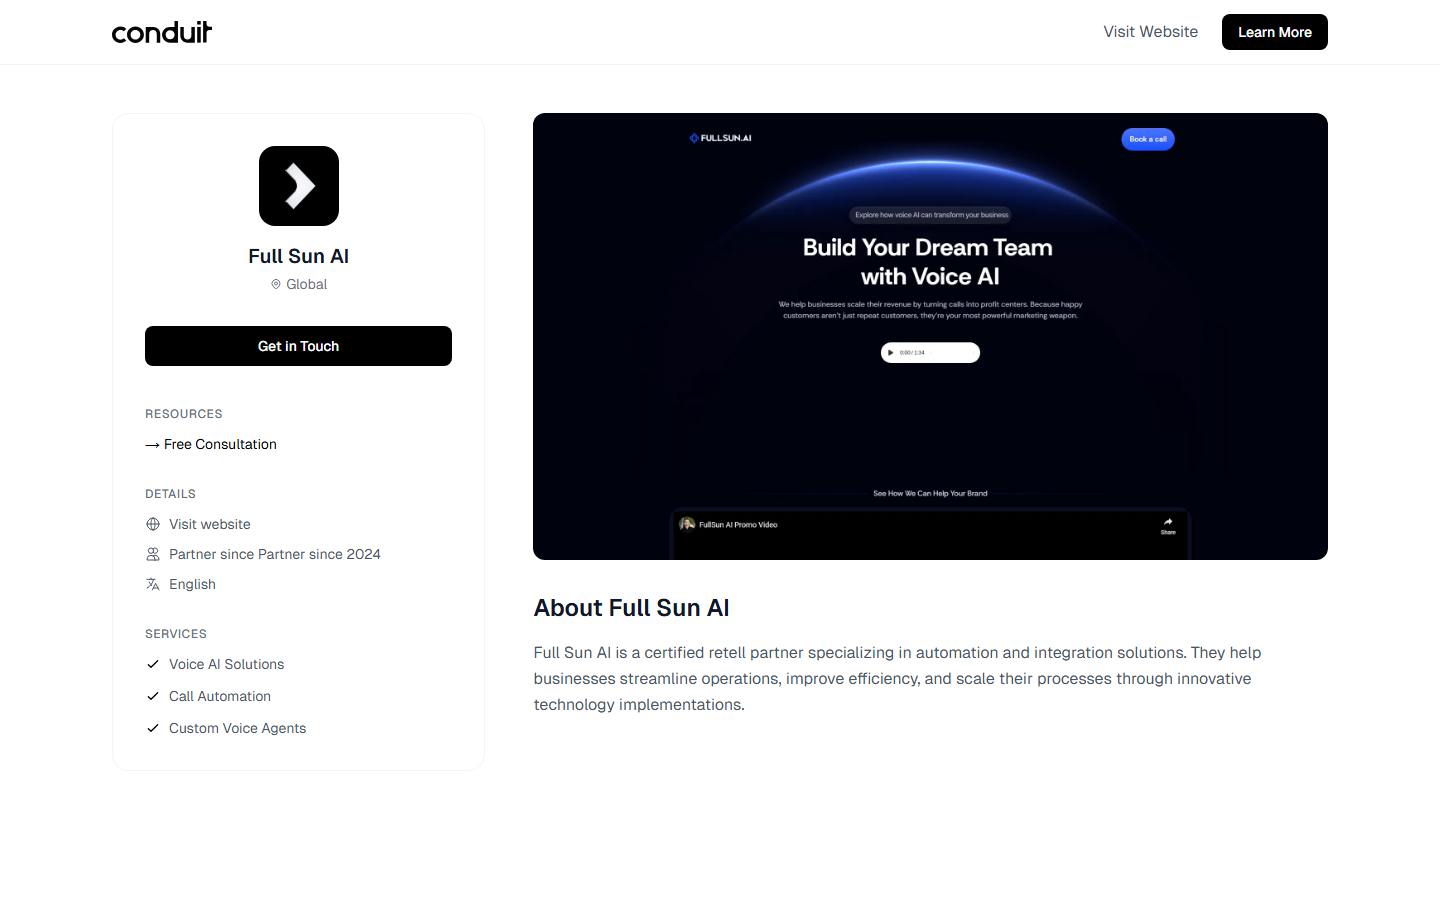 conduit
Visit Website
Learn More
Full Sun AI
Global
Get in Touch
RESOURCES
→ Free Consultation
DETAILS
Visit website
Partner since Partner since 2024
English
SERVICES
Voice AI Solutions
Call Automation
Custom Voice Agents
FULLSUN.AI
Book a call
Explore how voice AI can transform your business
Build Your Dream Team
with Voice AI
We help businesses scale their revenue by turning calls into profit centers. Because happy
customers aren't just repeat customers, they're your most powerful marketing weapon.
0:00 / 1:34
See How We Can Help Your Brand
FullSun AI Promo Video
Share
About Full Sun AI
Full Sun AI is a certified retell partner specializing in automation and integration solutions. They help
businesses streamline operations, improve efficiency, and scale their processes through innovative
technology implementations.